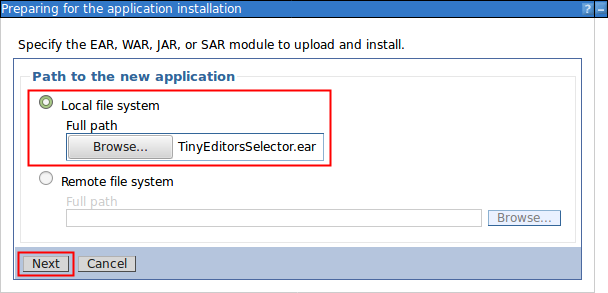 Preparing for the application installation ? –
Specify the EAR, WAR, JAR, or SAR module to upload and install.
Path to the new application
Local file system
Full path
Browse... TinyEditorsSelector.ear
Remote file system
Full path
Browse...
Next Cancel